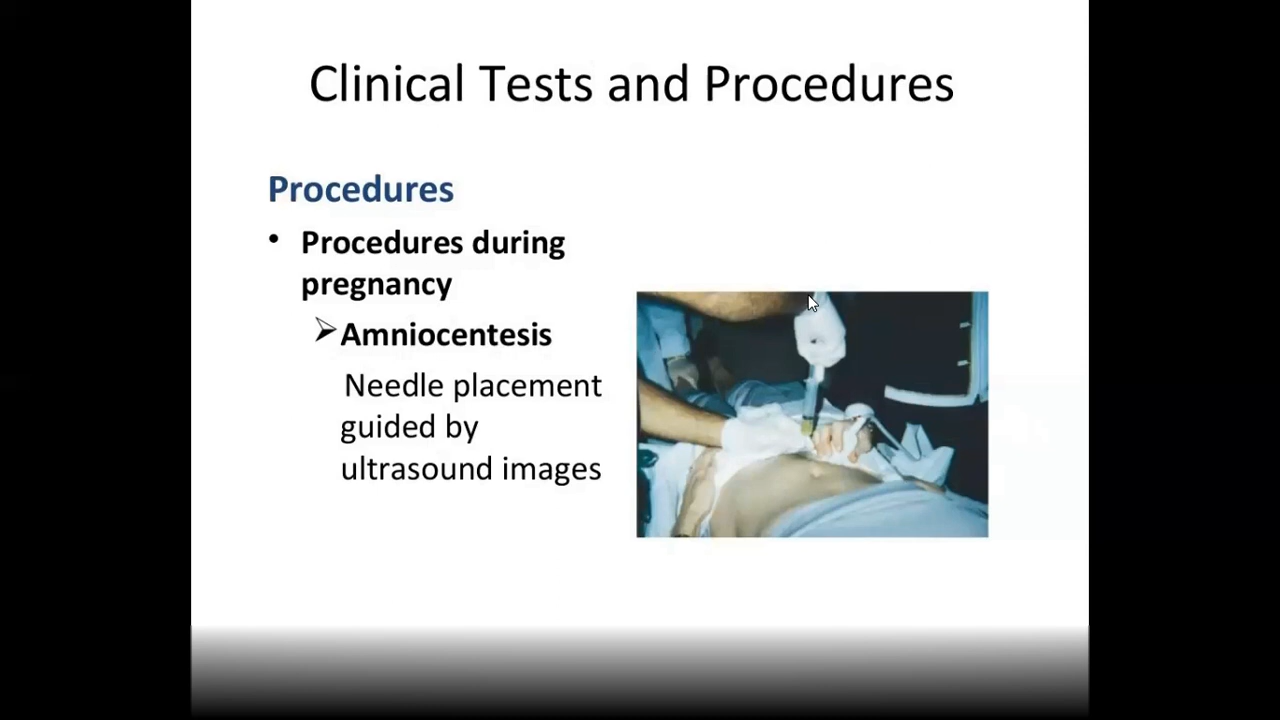 Clinical Tests and Procedures
Procedures
• Procedures during
pregnancy
➢Amniocentesis
Needle placement
guided by
ultrasound images